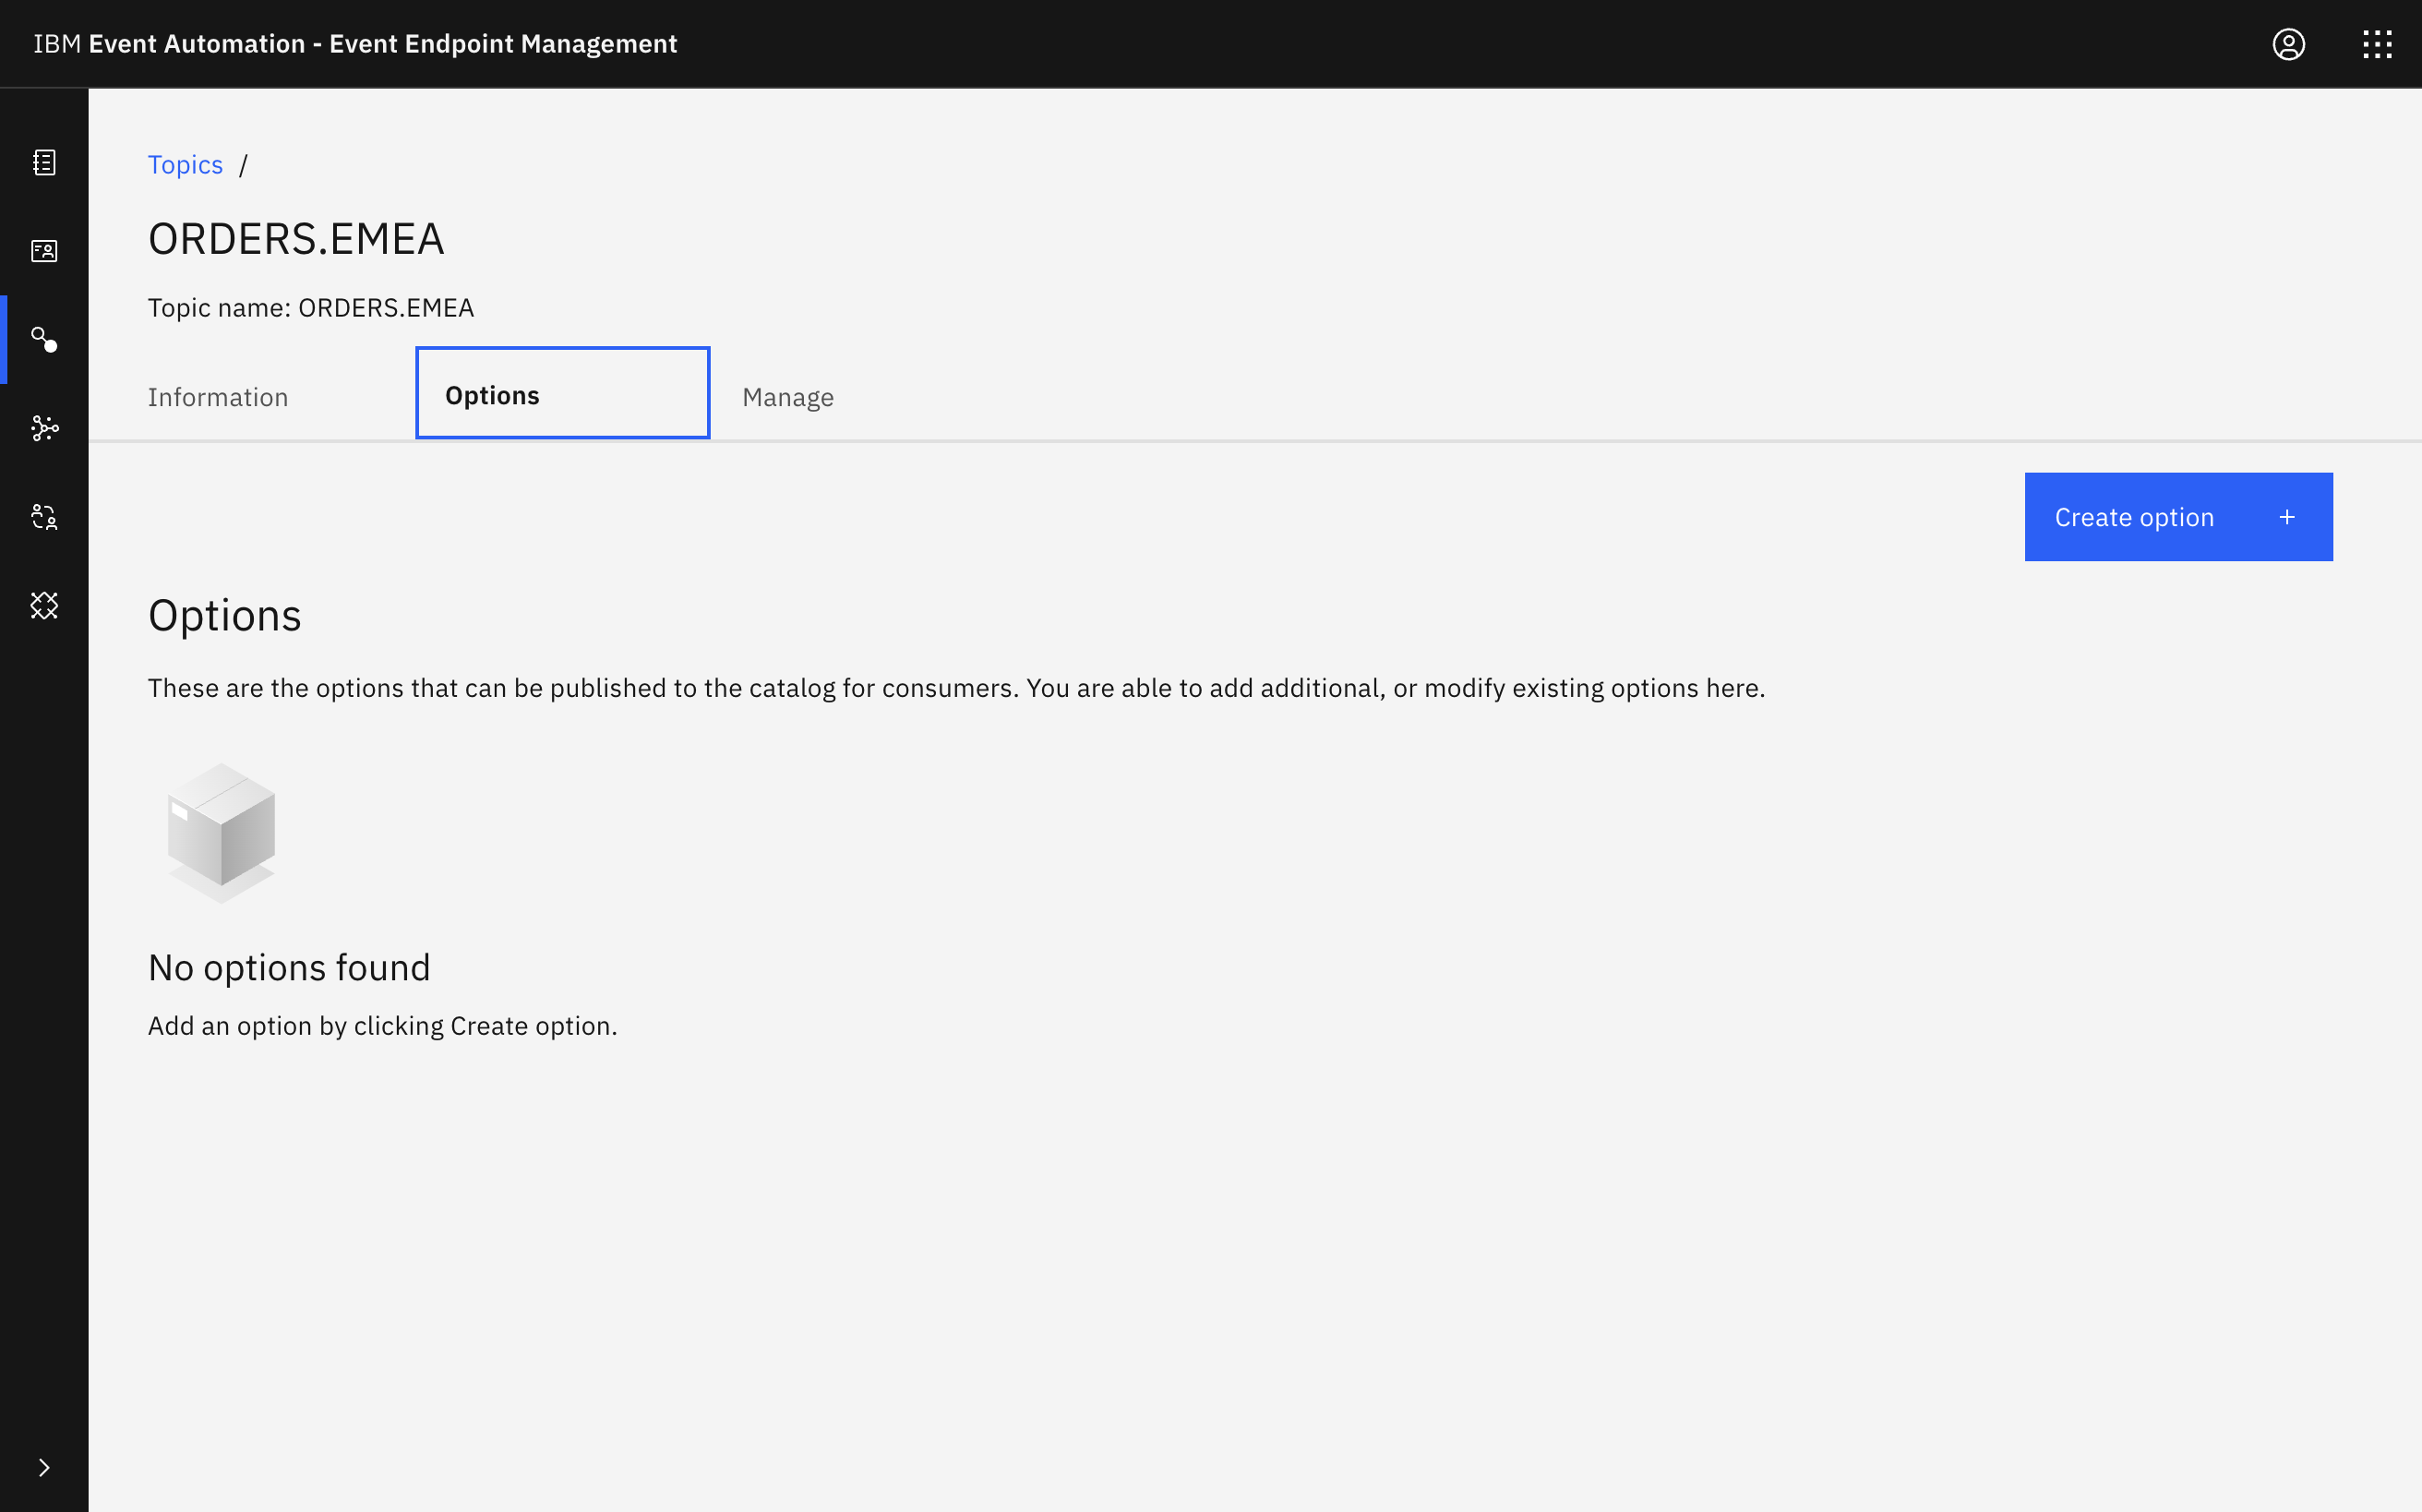 IBM Event Automation - Event Endpoint Management
Topics /
ORDERS.EMEA
Topic name: ORDERS.EMEA
Information Options Manage
Create option +
Options
These are the options that can be published to the catalog for consumers. You are able to add additional, or modify existing options here.
No options found
Add an option by clicking Create option.